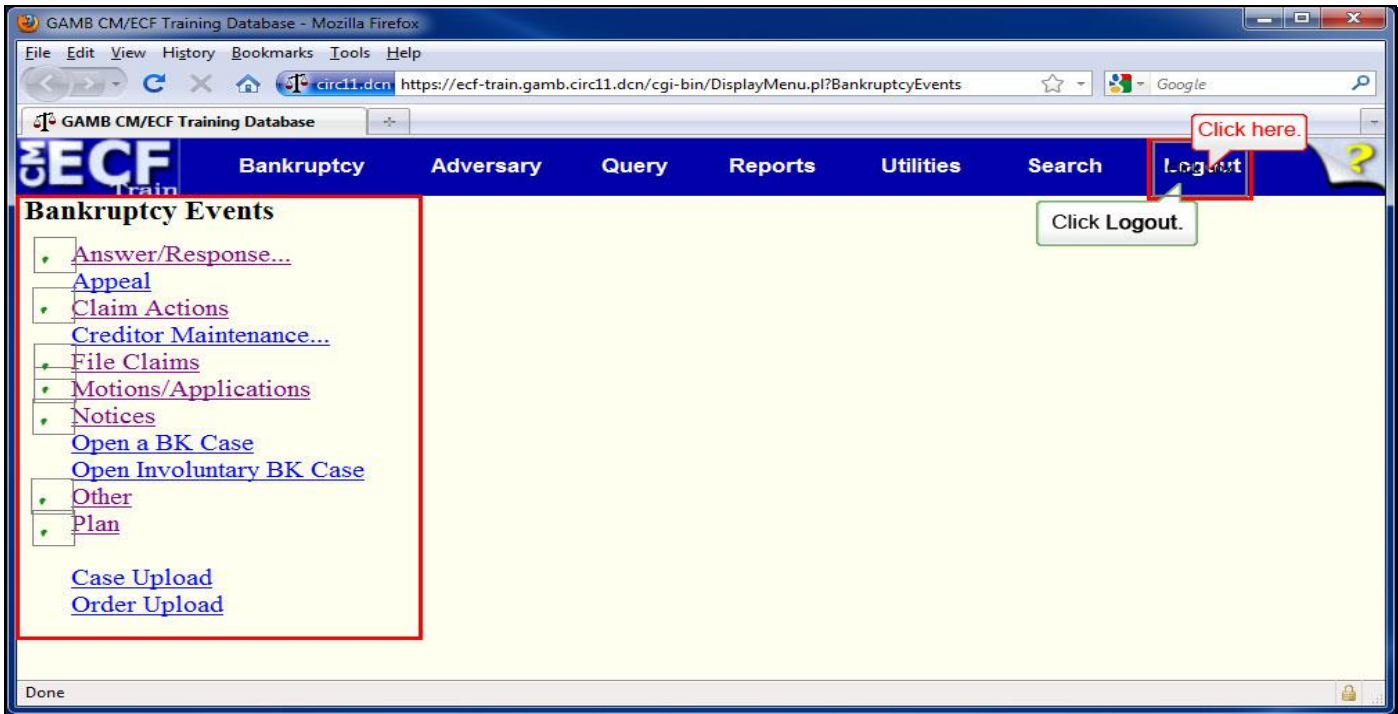 GAMB CM/ECF Training Database - Mozilla Firefox
File Edit View History Bookmarks Tools Help
circ11.dcn https://ecf-train.gamb.circ11.dcn/cgi-bin/DisplayMenu.pl?BankruptcyEvents Google
GAMB CM/ECF Training Database
Click here.
CM ECF Train Bankruptcy Adversary Query Reports Utilities Search Logout ?
Click Logout.
Bankruptcy Events
Answer/Response...
Appeal
Claim Actions
Creditor Maintenance...
File Claims
Motions/Applications
Notices
Open a BK Case
Open Involuntary BK Case
Other
Plan
Case Upload
Order Upload
Done